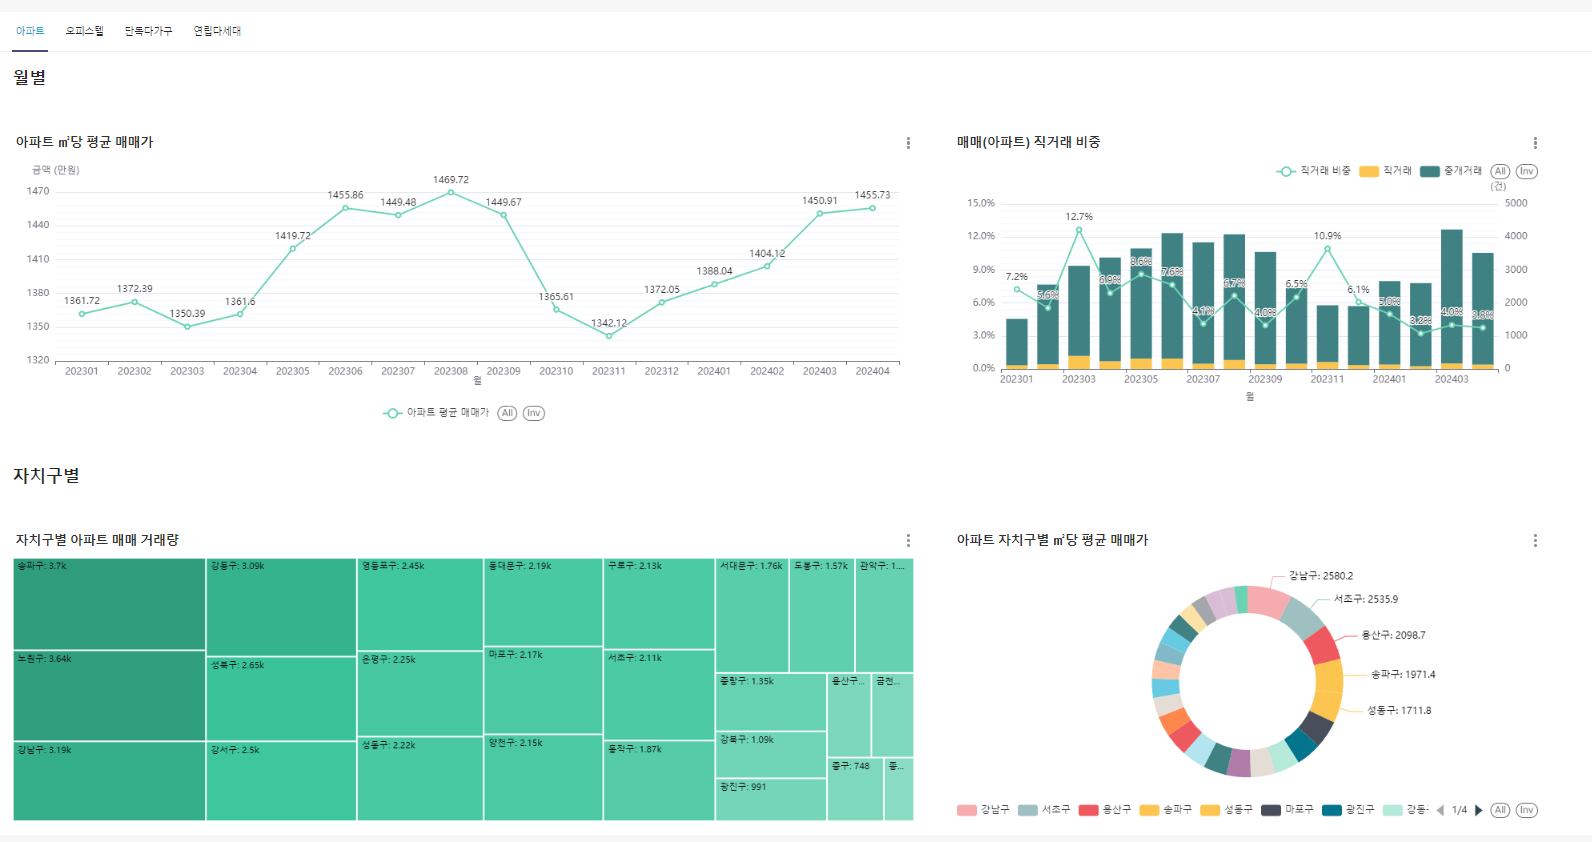 아파트 오피스텔 단독다가구 연립다세대
월별
아파트 ㎡당 평균 매매가
금액 (만원)
1470
1440
1410
1380
1350
1320
1361.72 1372.39 1350.39 1361.6 1419.72 1455.86 1449.48 1469.72 1449.67 1365.61 1342.12 1372.05 1388.04 1404.12 1450.91 1455.73
202301 202302 202303 202304 202305 202306 202307 202308 202309 202310 202311 202312 202401 202402 202403 202404
월
아파트 평균 매매가 All Inv
매매(아파트) 직거래 비중
직거래 비중 직거래 중개거래 All Inv
(건)
15.0% 5000
12.0% 4000
9.0% 3000
6.0% 2000
3.0% 1000
0.0% 0
7.2% 5.6% 12.7% 6.9% 8.6% 7.6% 4.1% 6.7% 4.0% 6.5% 10.9% 6.1% 5.0% 3.2% 4.0% 3.8%
202301 202303 202305 202307 202309 202311 202401 202403
월
자치구별
자치구별 아파트 매매 거래량
송파구: 3.7k
노원구: 3.64k
강남구: 3.19k
강동구: 3.09k
성북구: 2.65k
강서구: 2.5k
영등포구: 2.45k
은평구: 2.25k
성동구: 2.22k
동대문구: 2.19k
마포구: 2.17k
양천구: 2.15k
구로구: 2.13k
서초구: 2.11k
동작구: 1.87k
서대문구: 1.76k
도봉구: 1.57k
관악구: 1....
중랑구: 1.35k
강북구: 1.09k
광진구: 991
용산구...
금천...
중구: 748
종...
아파트 자치구별 ㎡당 평균 매매가
강남구: 2580.2
서초구: 2535.9
용산구: 2098.7
송파구: 1971.4
성동구: 1711.8
강남구 서초구 용산구 송파구 성동구 마포구 광진구 강동 1/4 All Inv